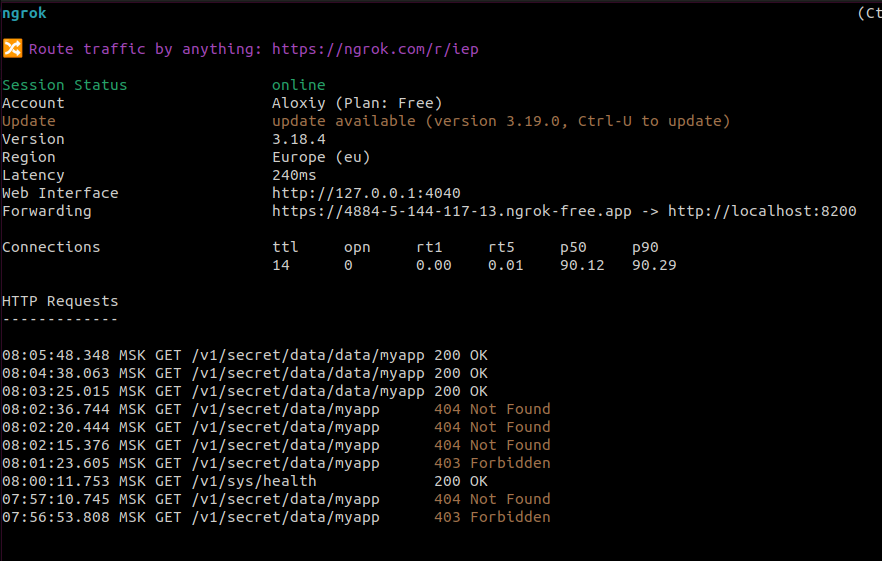 ngrok (Ct
Route traffic by anything: https://ngrok.com/r/iep
Session Status online
Account Aloxiy (Plan: Free)
Update update available (version 3.19.0, Ctrl-U to update)
Version 3.18.4
Region Europe (eu)
Latency 240ms
Web Interface http://127.0.0.1:4040
Forwarding https://4884-5-144-117-13.ngrok-free.app -> http://localhost:8200
Connections ttl opn rt1 rt5 p50 p90
14 0 0.00 0.01 90.12 90.29
HTTP Requests
-------------
08:05:48.348 MSK GET /v1/secret/data/data/myapp 200 OK
08:04:38.063 MSK GET /v1/secret/data/data/myapp 200 OK
08:03:25.015 MSK GET /v1/secret/data/data/myapp 200 OK
08:02:36.744 MSK GET /v1/secret/data/myapp 404 Not Found
08:02:20.444 MSK GET /v1/secret/data/myapp 404 Not Found
08:02:15.376 MSK GET /v1/secret/data/myapp 404 Not Found
08:01:23.605 MSK GET /v1/secret/data/myapp 403 Forbidden
08:00:11.753 MSK GET /v1/sys/health 200 OK
07:57:10.745 MSK GET /v1/secret/data/myapp 404 Not Found
07:56:53.808 MSK GET /v1/secret/data/myapp 403 Forbidden